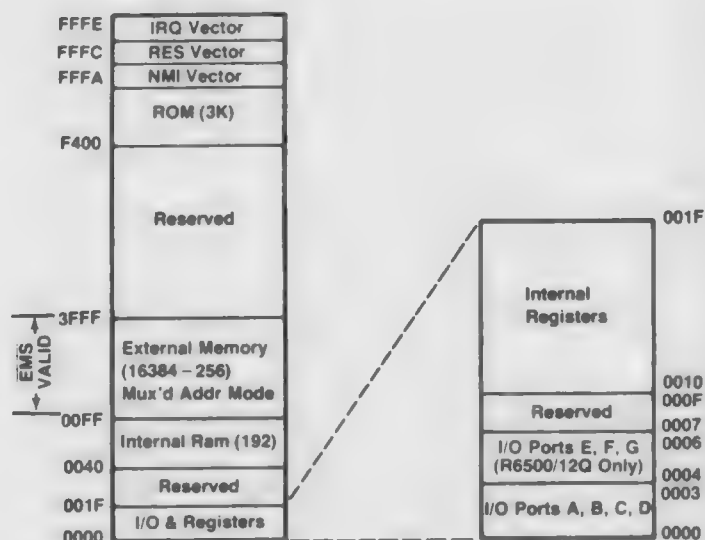 FFFE
IRQ Vector
FFFC
RES Vector
FFFA
NMI Vector
ROM (3K)
F400
Reserved
3FFF
EMS
VALID
External Memory
(16384 – 256)
Mux'd Addr Mode
00FF
Internal Ram (192)
0040
Reserved
001F
I/O & Registers
0000
001F
Internal
Registers
0010
000F
Reserved
0007
0006
I/O Ports E, F, G
(R6500/12Q Only)
0004
0003
I/O Ports A, B, C, D
0000